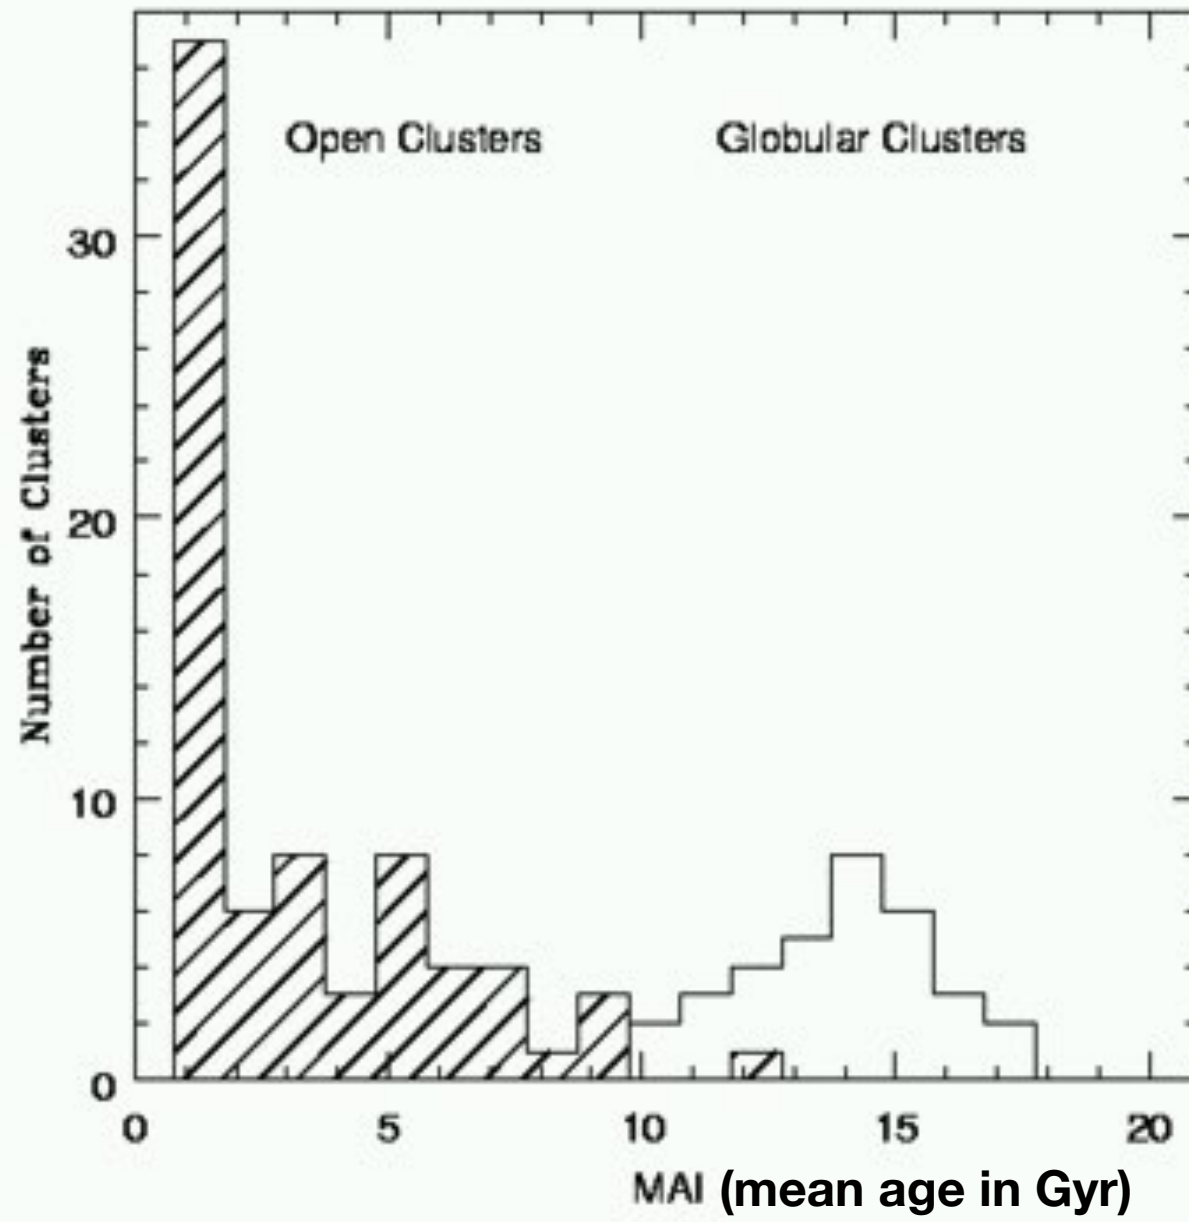 Open Clusters
Globular Clusters
Number of Clusters
30
20
10
0
0 5 10 15 20
MAI (mean age in Gyr)